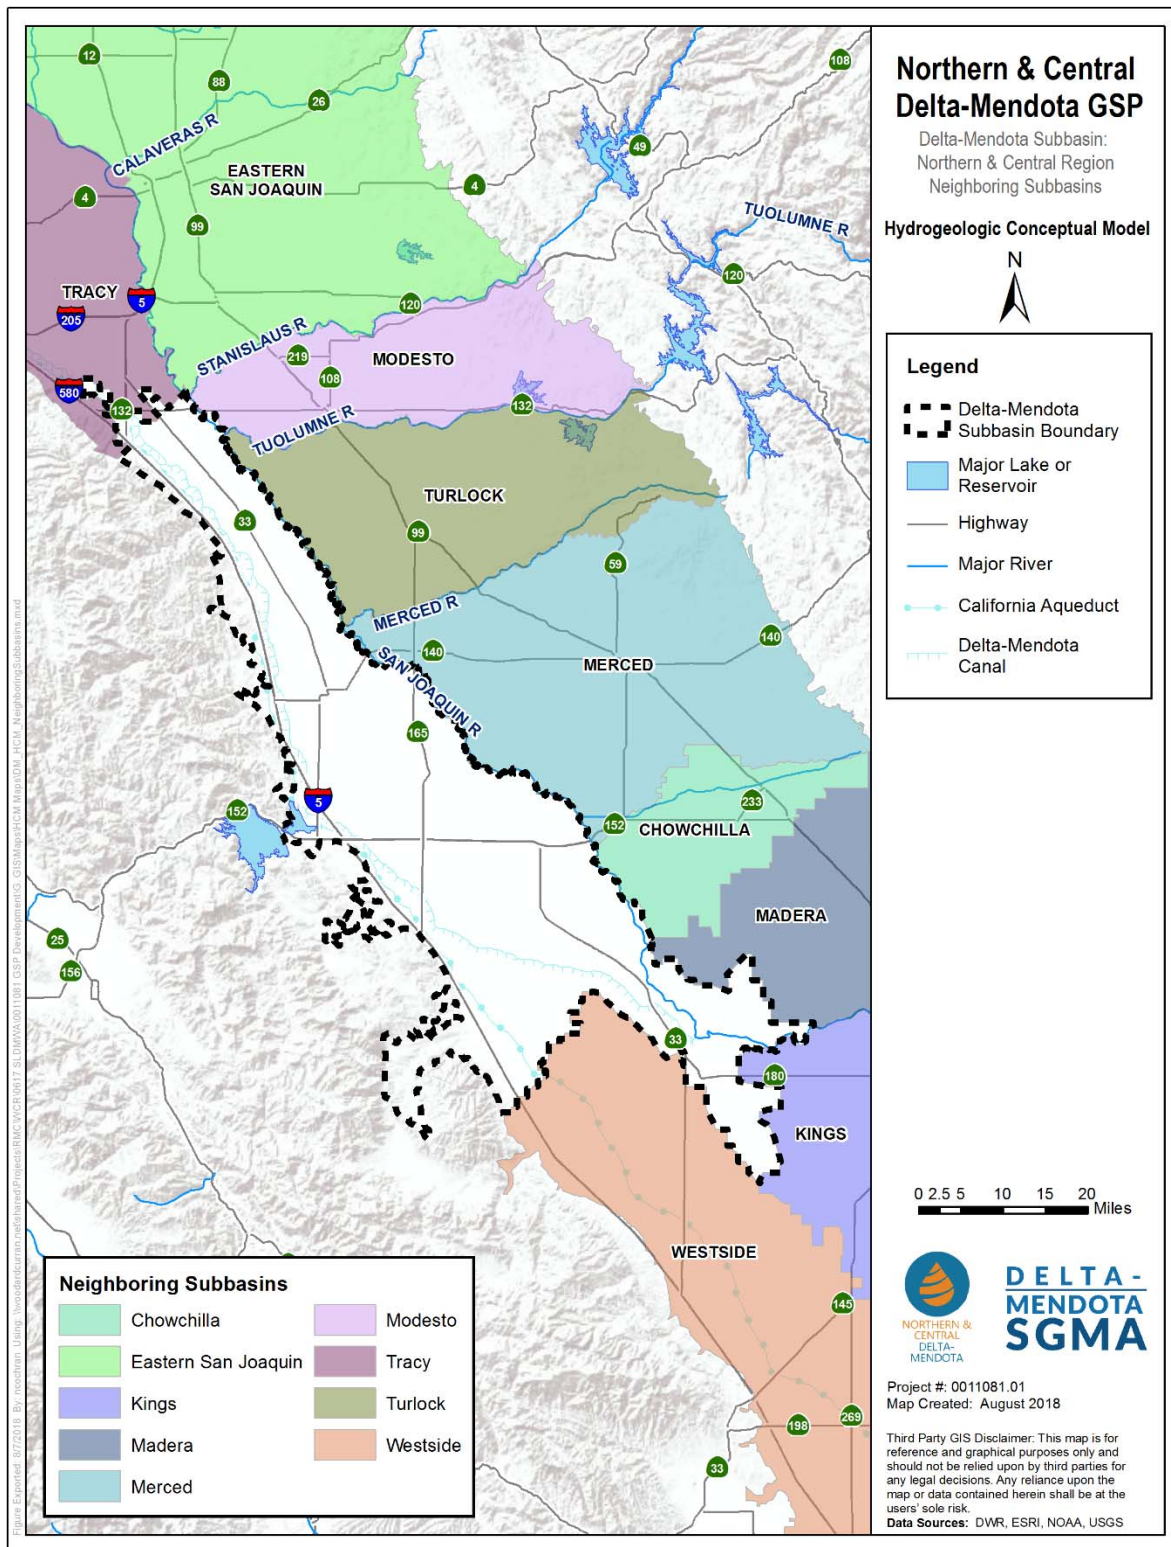 Northern & Central
Delta-Mendota GSP
Delta-Mendota Subbasin:
Northern & Central Region
Neighboring Subbasins
Hydrogeologic Conceptual Model
N
Legend
Delta-Mendota
Subbasin Boundary
Major Lake or
Reservoir
Highway
Major River
California Aqueduct
Delta-Mendota
Canal
0 2.5 5 10 15 20
Miles
NORTHERN &
CENTRAL
DELTA-
MENDOTA
DELTA-
MENDOTA
SGMA
Project #: 0011081.01
Map Created: August 2018
Third Party GIS Disclaimer: This map is for
reference and graphical purposes only and
should not be relied upon by third parties for
any legal decisions. Any reliance upon the
map or data contained herein shall be at the
users' sole risk.
Data Sources: DWR, ESRI, NOAA, USGS
12
88
26
108
CALAVERAS R
49
EASTERN
SAN JOAQUIN
4
4
99
TUOLUMNE R
120
TRACY
5
205
120
STANISLAUS R
219
MODESTO
108
580
132
132
TUOLUMNE R
TURLOCK
33
99
59
MERCED R
140
140
SAN JOAQUIN R
MERCED
165
5
152
233
152
CHOWCHILLA
MADERA
25
156
33
180
KINGS
WESTSIDE
145
198
269
33
Neighboring Subbasins
Chowchilla
Eastern San Joaquin
Kings
Madera
Merced
Modesto
Tracy
Turlock
Westside